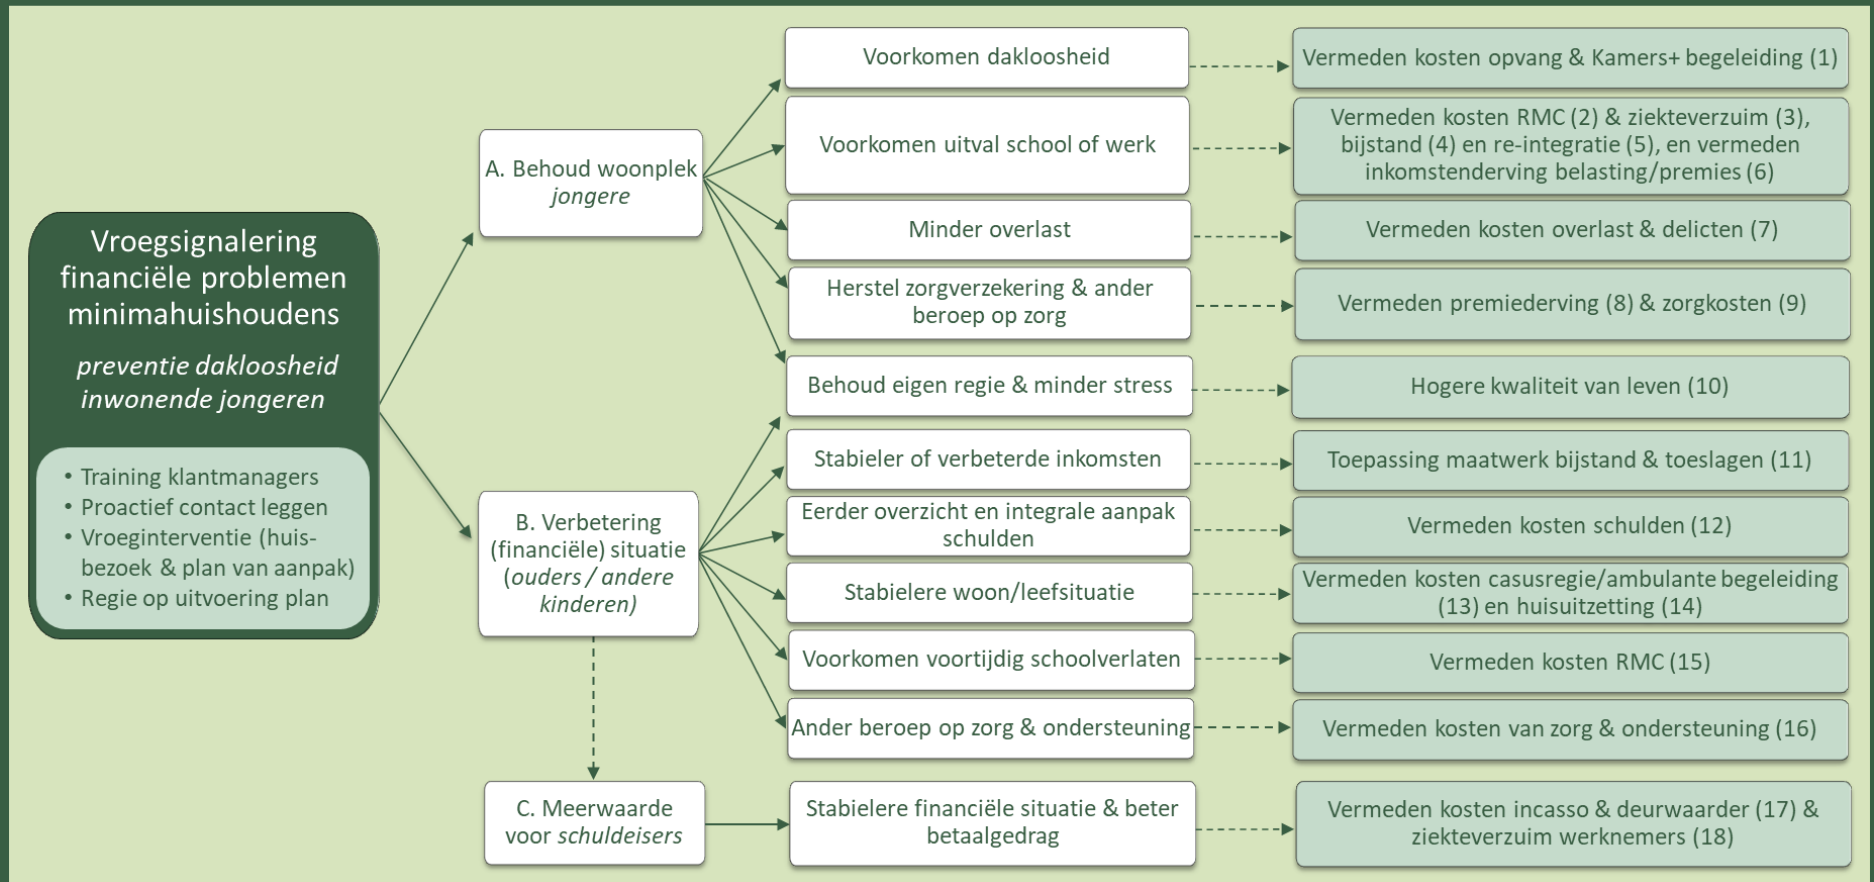 Vroegsignalering
financiële problemen
minimahuishoudens
preventie dakloosheid
inwonende jongeren
• Training klantmanagers
• Proactief contact leggen
• Vroeginterventie (huis-
bezoek & plan van aanpak)
• Regie op uitvoering plan
A. Behoud woonplek
jongere
B. Verbetering
(financiële) situatie
(ouders / andere
kinderen)
C. Meerwaarde
voor schuldeisers
Voorkomen dakloosheid
Vermeden kosten opvang & Kamers+ begeleiding (1)
Voorkomen uitval school of werk
Vermeden kosten RMC (2) & ziekteverzuim (3),
bijstand (4) en re-integratie (5), en vermeden
inkomstenderving belasting/premies (6)
Minder overlast
Vermeden kosten overlast & delicten (7)
Herstel zorgverzekering & ander
beroep op zorg
Vermeden premiederving (8) & zorgkosten (9)
Behoud eigen regie & minder stress
Hogere kwaliteit van leven (10)
Stabieler of verbeterde inkomsten
Toepassing maatwerk bijstand & toeslagen (11)
Eerder overzicht en integrale aanpak
schulden
Vermeden kosten schulden (12)
Stabielere woon/leefsituatie
Vermeden kosten casusregie/ambulante begeleiding
(13) en huisuitzetting (14)
Voorkomen voortijdig schoolverlaten
Vermeden kosten RMC (15)
Ander beroep op zorg & ondersteuning
Vermeden kosten van zorg & ondersteuning (16)
Stabielere financiële situatie & beter
betaalgedrag
Vermeden kosten incasso & deurwaarder (17) &
ziekteverzuim werknemers (18)